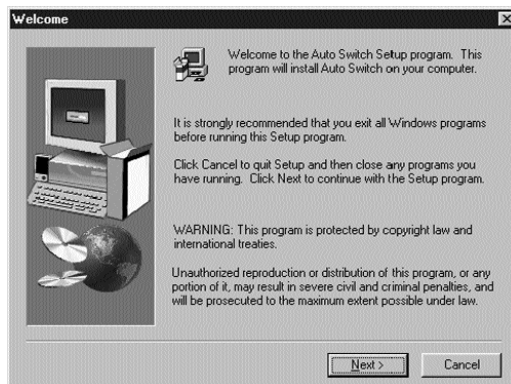 Welcome
Welcome to the Auto Switch Setup program. This
program will install Auto Switch on your computer.
It is strongly recommended that you exit all Windows programs
before running this Setup program.
Click Cancel to quit Setup and then close any programs you
have running. Click Next to continue with the Setup program.
WARNING: This program is protected by copyright law and
international treaties.
Unauthorized reproduction or distribution of this program, or any
portion of it, may result in severe civil and criminal penalties, and
will be prosecuted to the maximum extent possible under law.
Next >
Cancel